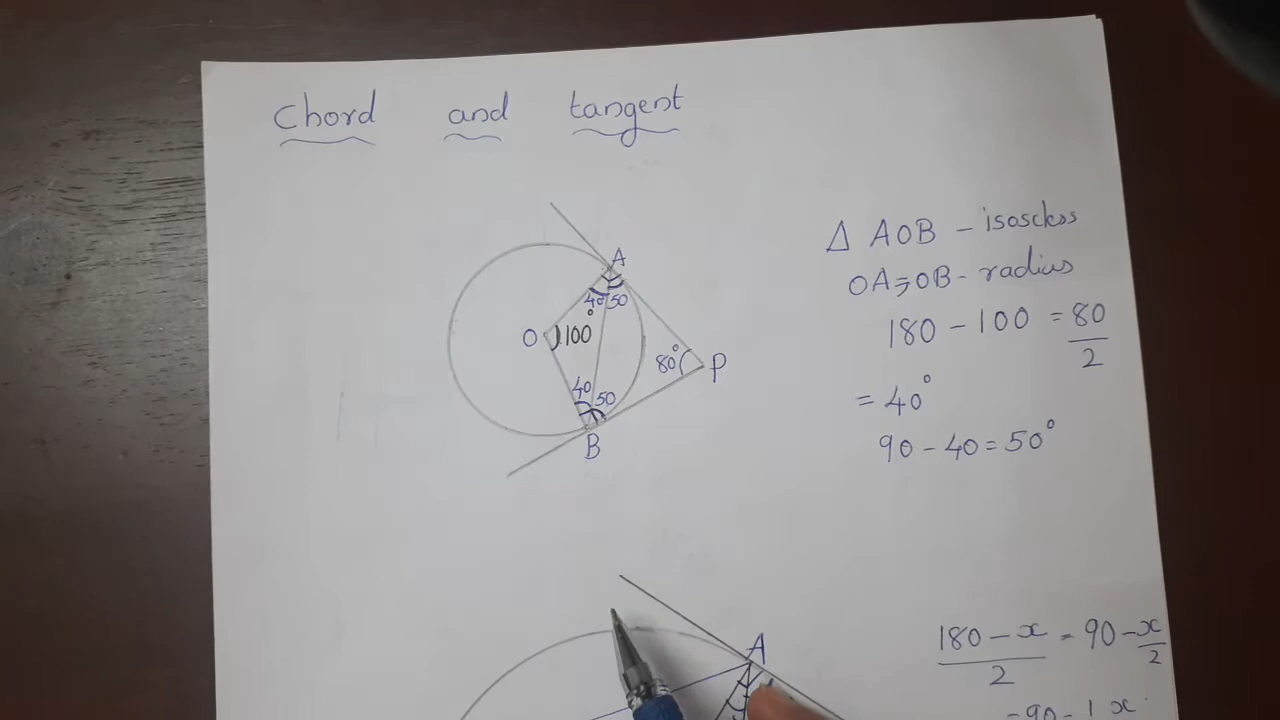 Chord and tangent
A
40 50
O 100°
80° P
40 50
B
Δ AOB - isoscless
OA=OB - radius
180 - 100 = 80/2
= 40°
90 - 40 = 50°
A
180 - x/2 = 90 - x/2